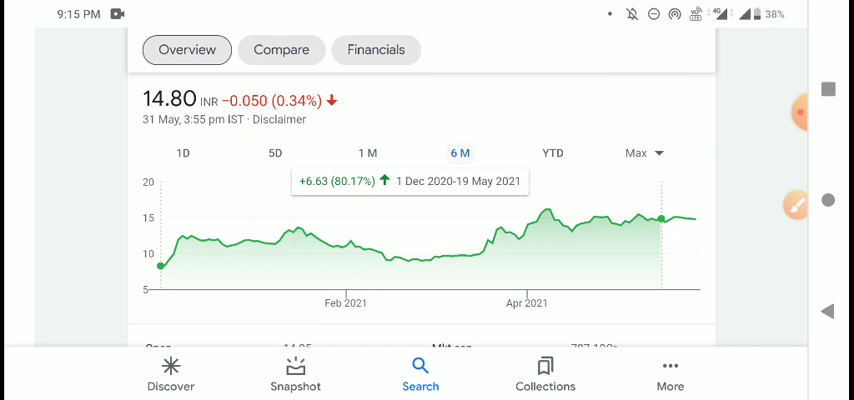 9:15 PM
4G 38%
Overview Compare Financials
14.80 INR −0.050 (0.34%)
31 May, 3:55 pm IST · Disclaimer
1D 5D 1 M 6 M YTD Max
+6.63 (80.17%) 1 Dec 2020-19 May 2021
20
15
10
5
Feb 2021 Apr 2021
Open
Discover Snapshot Search Collections More